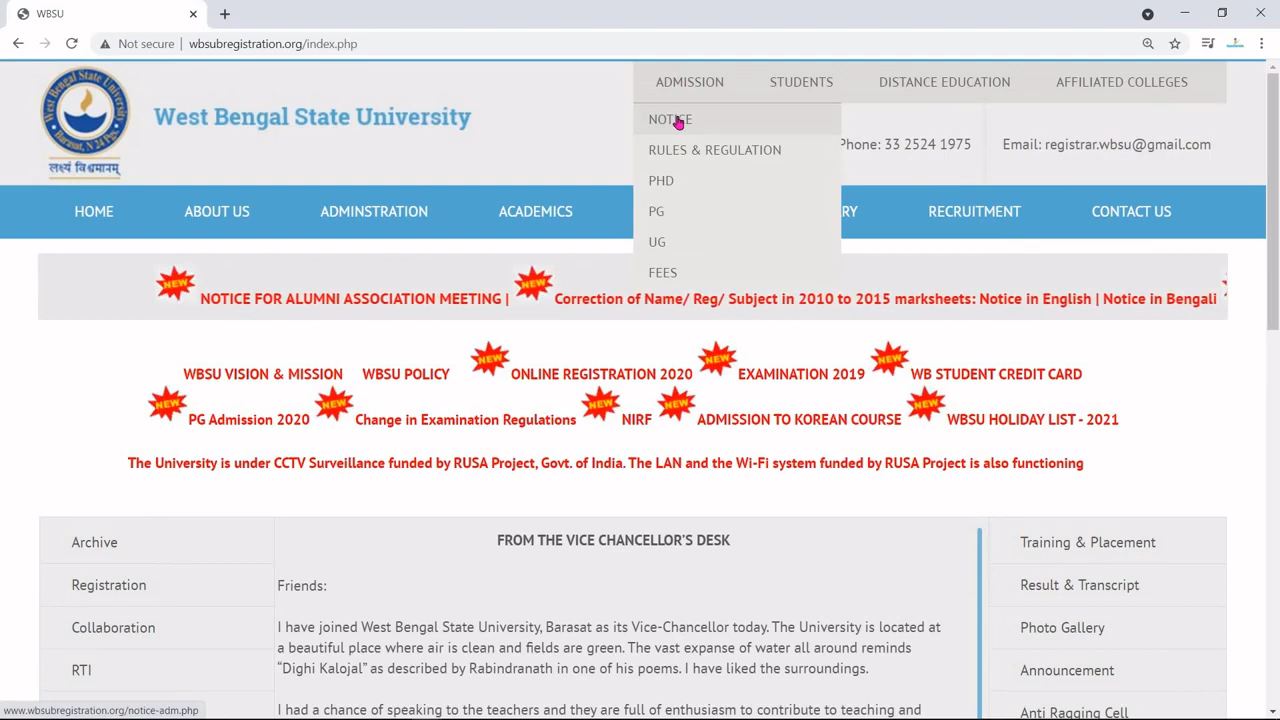 WBSU
Not secure
wbsubregistration.org/index.php
West Bengal State University
Barasat, N 24 Pgs.
लक्ष्यं विश्वमानम्
ADMISSION STUDENTS DISTANCE EDUCATION AFFILIATED COLLEGES
NOTICE
RULES & REGULATION
PHD
PG
UG
FEES
Phone: 33 2524 1975 Email: registrar.wbsu@gmail.com
HOME ABOUT US ADMINSTRATION ACADEMICS RY RECRUITMENT CONTACT US
NEW NOTICE FOR ALUMNI ASSOCIATION MEETING | NEW Correction of Name/ Reg/ Subject in 2010 to 2015 marksheets: Notice in English | Notice in Bengali
WBSU VISION & MISSION WBSU POLICY NEW ONLINE REGISTRATION 2020 NEW EXAMINATION 2019 NEW WB STUDENT CREDIT CARD
NEW PG Admission 2020 NEW Change in Examination Regulations NEW NIRF NEW ADMISSION TO KOREAN COURSE NEW WBSU HOLIDAY LIST - 2021
The University is under CCTV Surveillance funded by RUSA Project, Govt. of India. The LAN and the Wi-Fi system funded by RUSA Project is also functioning
Archive
Registration
Collaboration
RTI
FROM THE VICE CHANCELLOR'S DESK
Friends:
I have joined West Bengal State University, Barasat as its Vice-Chancellor today. The University is located at
a beautiful place where air is clean and fields are green. The vast expanse of water all around reminds
“Dighi Kalojal” as described by Rabindranath in one of his poems. I have liked the surroundings.
I had a chance of speaking to the teachers and they are full of enthusiasm to contribute to teaching and
Training & Placement
Result & Transcript
Photo Gallery
Announcement
Anti Ragging Cell
www.wbsubregistration.org/notice-adm.php